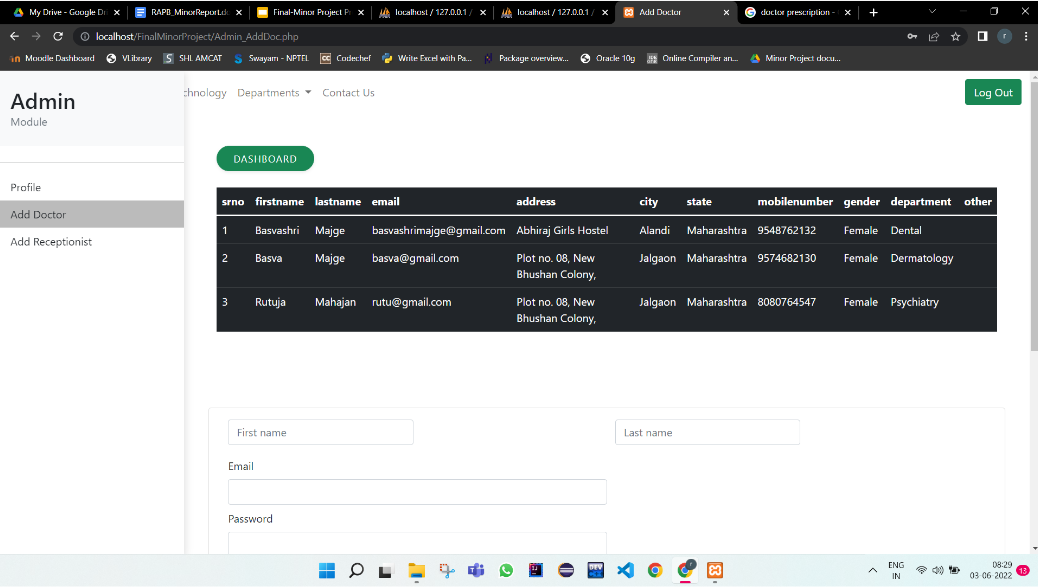 My Drive - Google Dri
RAPB_MinorReport.do
Final-Minor Project P
localhost / 127.0.0.1 /
localhost / 127.0.0.1 /
Add Doctor
doctor prescription -
localhost/FinalMinorProject/Admin_AddDoc.php
Moodle Dashboard VLibrary SHL AMCAT Swayam - NPTEL Codechef Write Excel with Pa... Package overview... Oracle 10g Online Compiler an... Minor Project docu...
Admin
Module
Profile
Add Doctor
Add Receptionist
chnology Departments Contact Us Log Out
DASHBOARD
srno firstname lastname email address city state mobilenumber gender department other
1 Basvashri Majge basvashrimajge@gmail.com Abhiraj Girls Hostel Alandi Maharashtra 9548762132 Female Dental
2 Basva Majge basva@gmail.com Plot no. 08, New Jalgaon Maharashtra 9574682130 Female Dermatology
Bhushan Colony,
3 Rutuja Mahajan rutu@gmail.com Plot no. 08, New Jalgaon Maharashtra 8080764547 Female Psychiatry
Bhushan Colony,
First name Last name
Email
Password
ENG
IN
08:29
03-06-2022
13